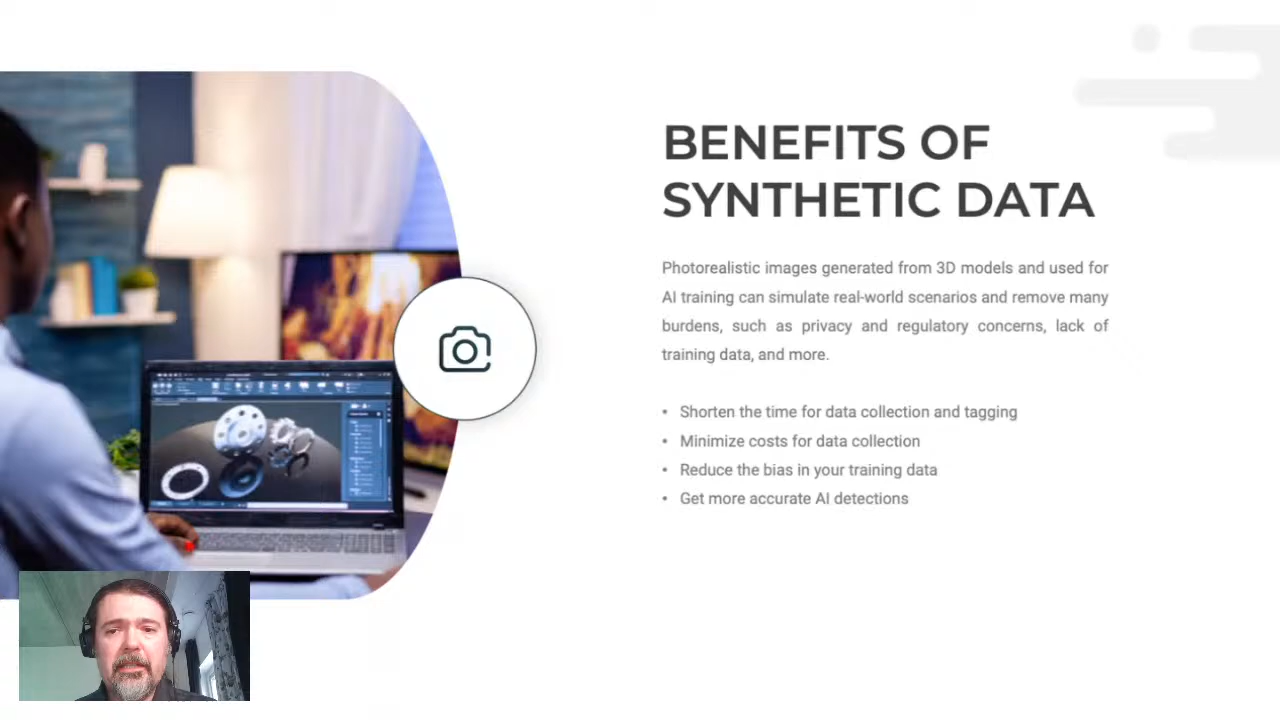 BENEFITS OF
SYNTHETIC DATA
Photorealistic images generated from 3D models and used for
AI training can simulate real-world scenarios and remove many
burdens, such as privacy and regulatory concerns, lack of
training data, and more.
• Shorten the time for data collection and tagging
• Minimize costs for data collection
• Reduce the bias in your training data
• Get more accurate AI detections